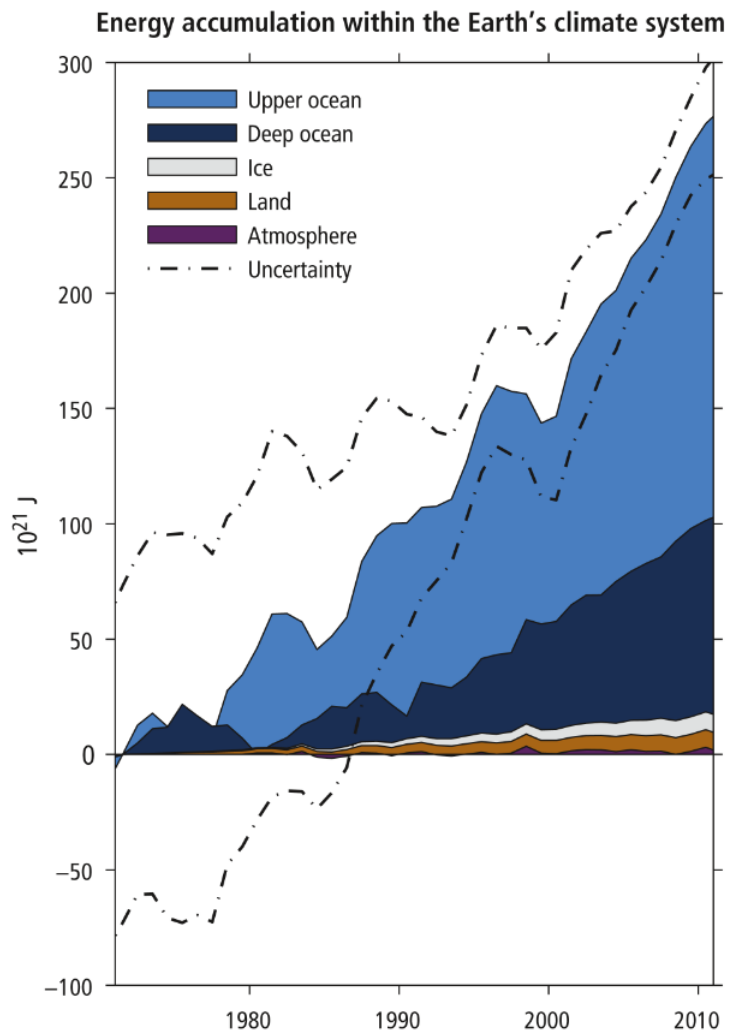 Energy accumulation within the Earth's climate system
300
250
200
150
100
50
0
−50
−100
10²¹ J
Upper ocean
Deep ocean
Ice
Land
Atmosphere
Uncertainty
1980 1990 2000 2010